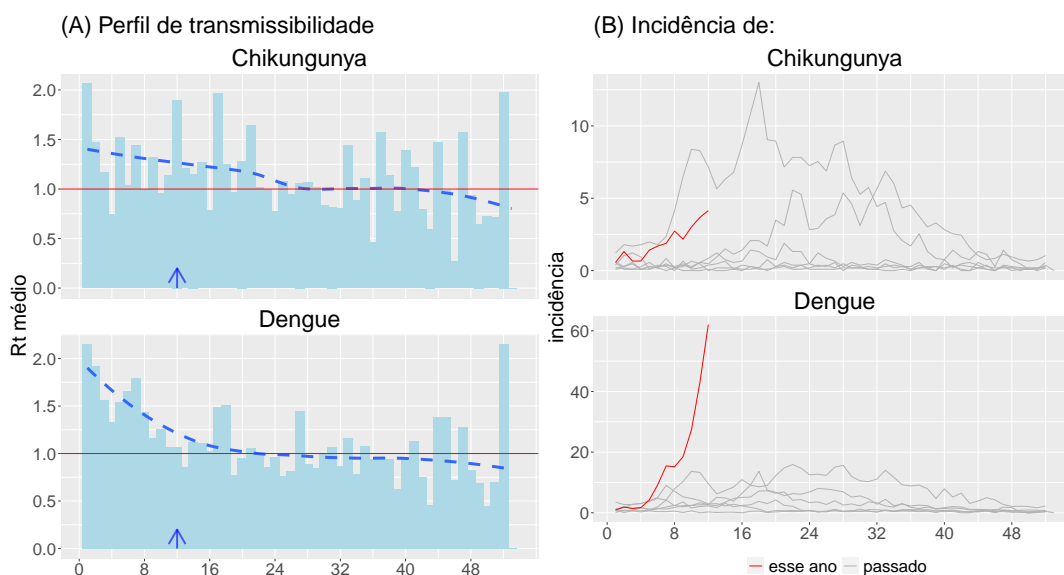 (A) Perfil de transmissibilidade
Chikungunya
2.0
1.5
1.0
0.5
0.0
Dengue
2.0
1.5
1.0
0.5
0.0
Rt médio
0 8 16 24 32 40 48
(B) Incidência de:
Chikungunya
10
5
0
Dengue
60
40
20
0
incidência
0 8 16 24 32 40 48
esse ano passado